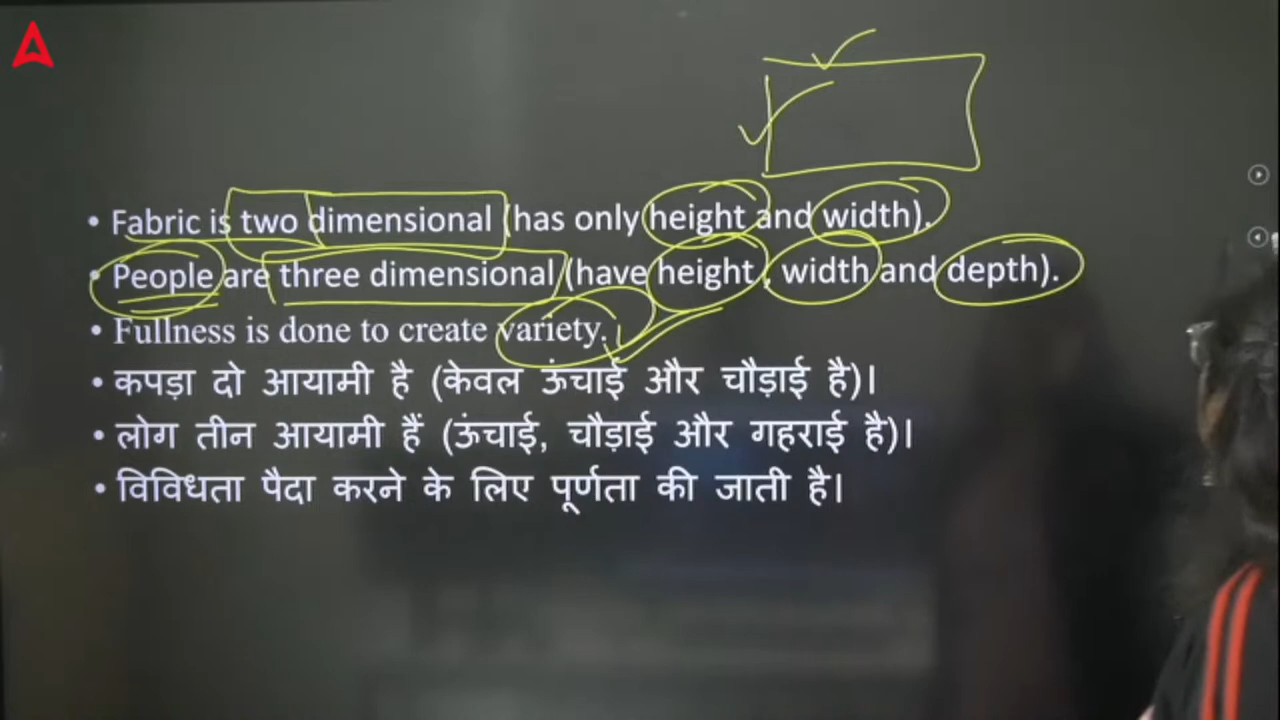 • Fabric is two dimensional (has only height and width).
• People are three dimensional (have height , width and depth).
• Fullness is done to create variety.
• कपड़ा दो आयामी है (केवल ऊंचाई और चौड़ाई है)।
• लोग तीन आयामी हैं (ऊंचाई, चौड़ाई और गहराई है)।
• विविधता पैदा करने के लिए पूर्णता की जाती है।